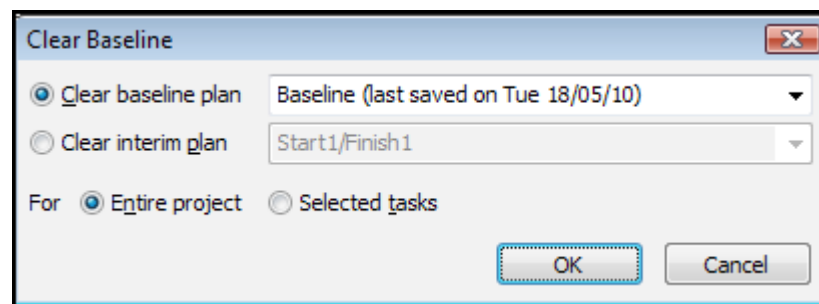 Clear Baseline
Clear baseline plan Baseline (last saved on Tue 18/05/10)
Clear interim plan Start1/Finish1
For Entire project Selected tasks
OK Cancel